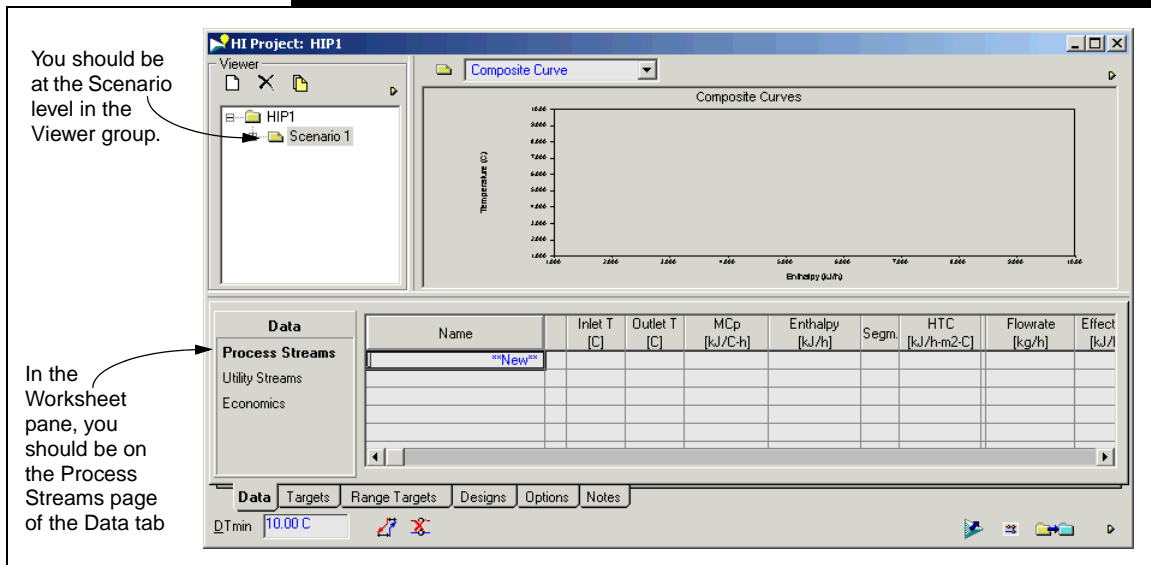 You should be
at the Scenario
level in the
Viewer group.
In the
Worksheet
pane, you
should be on
the Process
Streams page
of the Data tab
HI Project: HIP1
Viewer
HIP1
Scenario 1
Composite Curve
Composite Curves
Temperature (C)
Enthalpy (kJ/h)
Data
Process Streams
Utility Streams
Economics
Name Inlet T [C] Outlet T [C] MCp [kJ/C-h] Enthalpy [kJ/h] Segm. HTC [kJ/h-m2-C] Flowrate [kg/h] Effect [kJ/
**New**
Data Targets Range Targets Designs Options Notes
DTmin 10.00 C